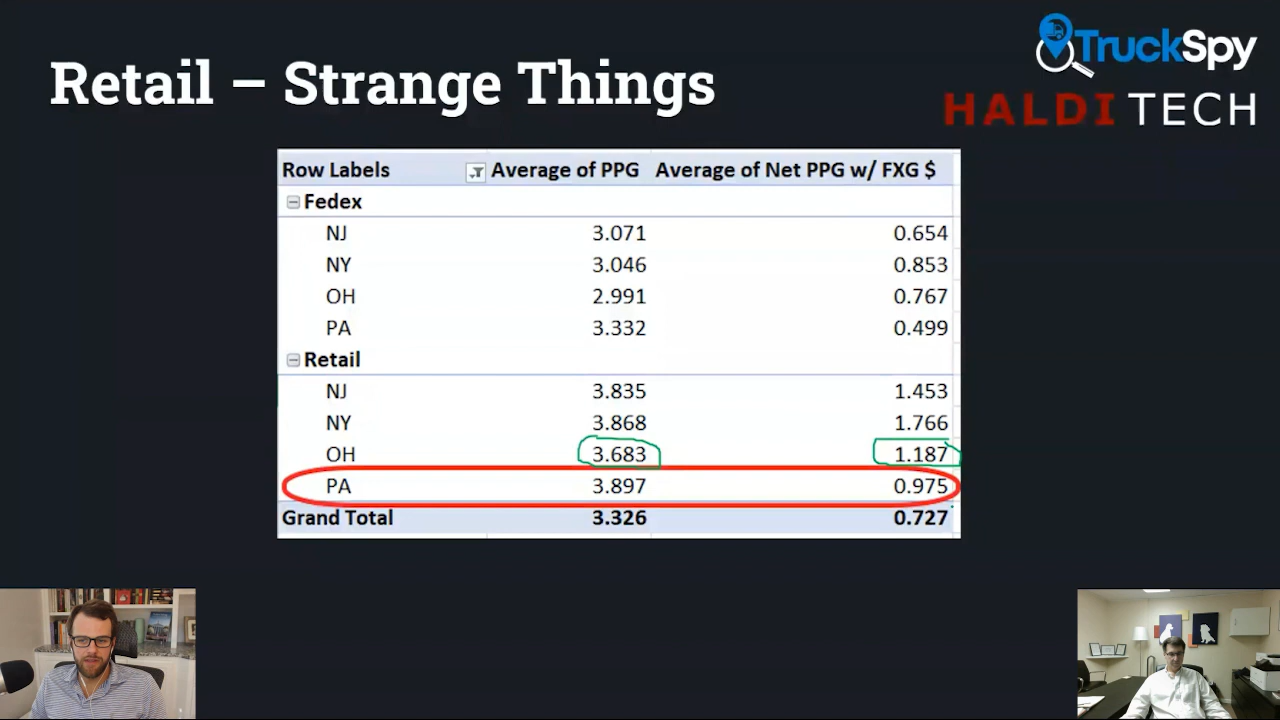 Retail – Strange Things
TruckSpy
HALDI TECH
Row Labels Average of PPG Average of Net PPG w/ FXG $
Fedex
NJ 3.071 0.654
NY 3.046 0.853
OH 2.991 0.767
PA 3.332 0.499
Retail
NJ 3.835 1.453
NY 3.868 1.766
OH 3.683 1.187
PA 3.897 0.975
Grand Total 3.326 0.727